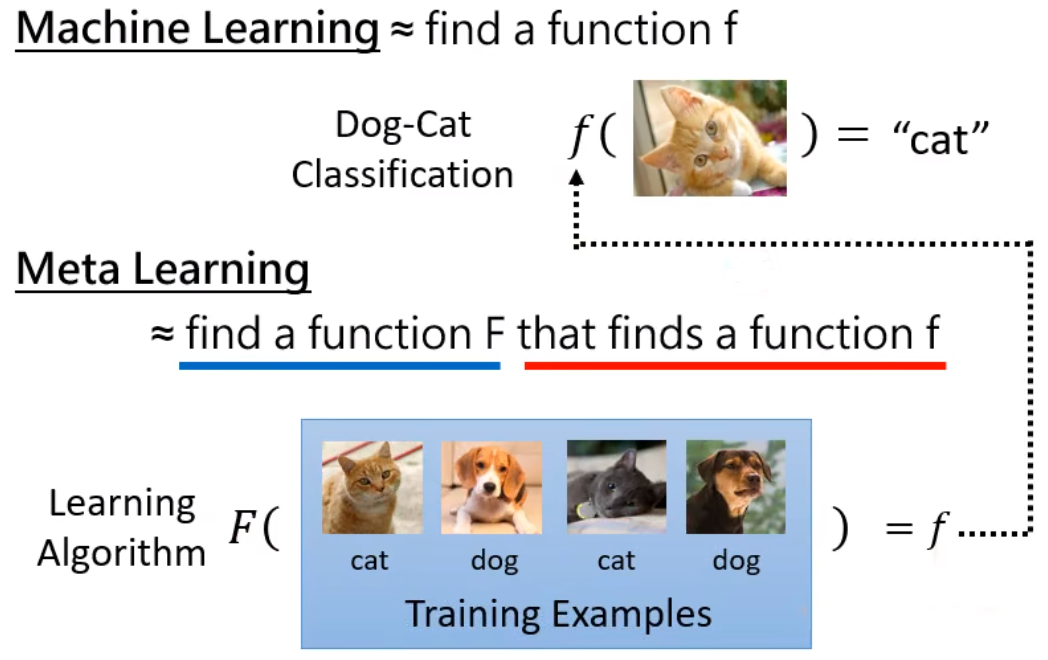 Machine Learning ≈ find a function f
Dog-Cat
Classification
f( ) = “cat”
Meta Learning
≈ find a function F that finds a function f
Learning
Algorithm
F( ) = f
cat dog cat dog
Training Examples